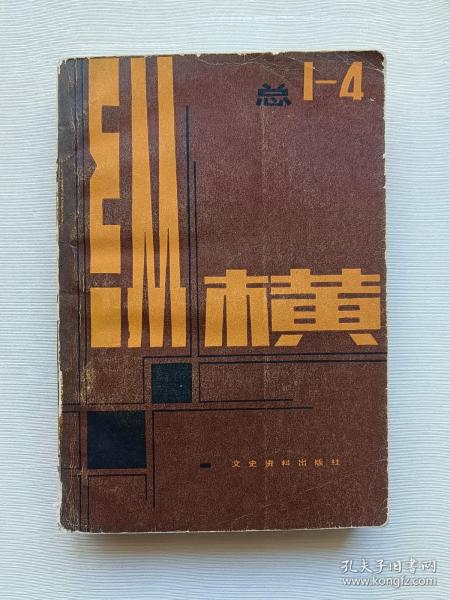 总 1-4
纵横
文史资料出版社
孔夫子旧书网
www.kongfz.com